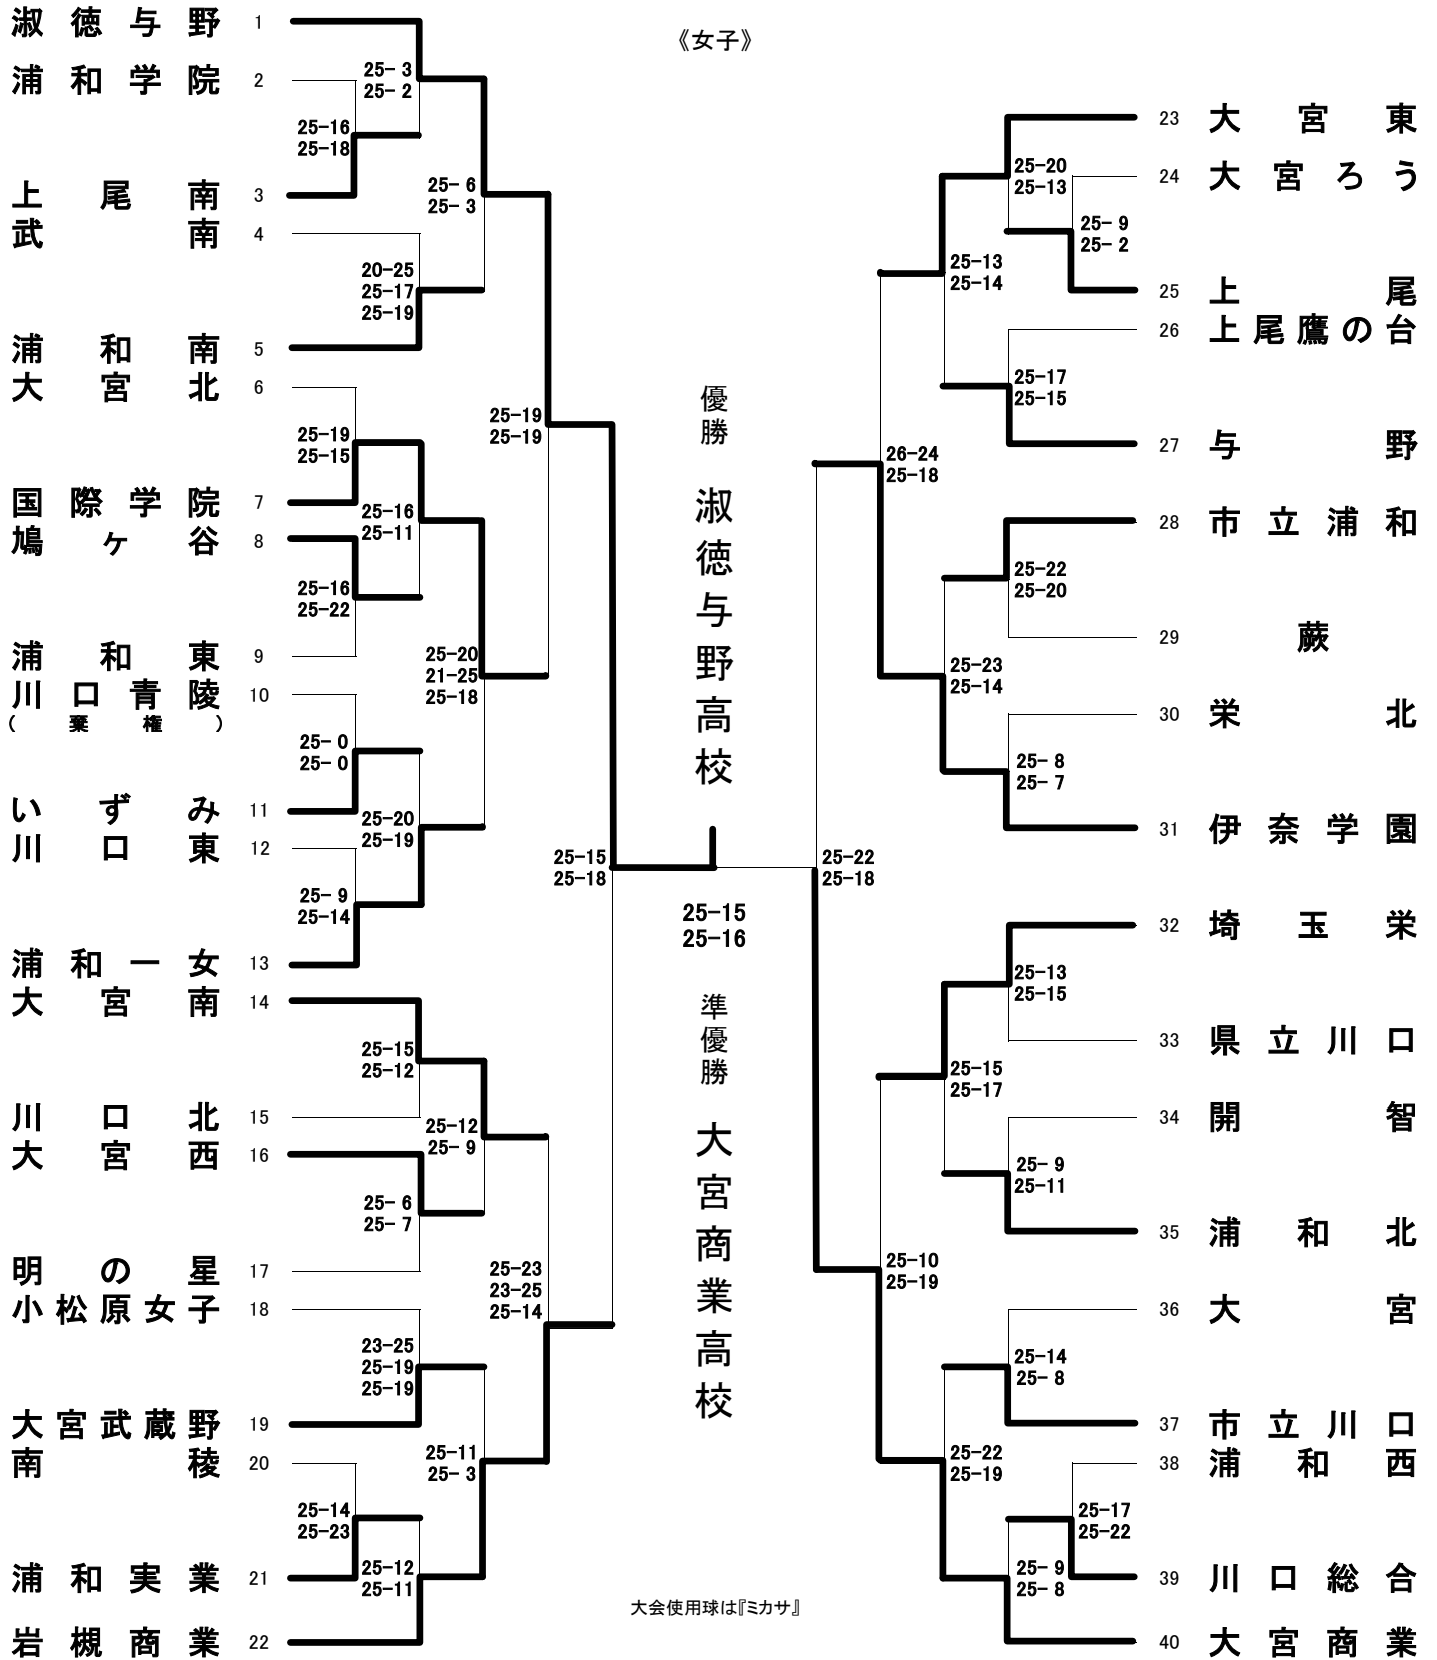 《女子》
淑徳与野 1
浦和学院 2
上尾南 3
武南 4
浦和南 5
大宮北 6
国際学院 7
鳩ヶ谷 8
浦和東 9
川口青陵 10
(棄権)
いずみ 11
川口東 12
浦和一女 13
大宮南 14
川口北 15
大宮西 16
明の星 17
小松原女子 18
大宮武蔵野 19
南稜 20
浦和実業 21
岩槻商業 22
25-16
25-18
25-19
25-15
25-16
25-22
25- 0
25- 0
25- 9
25-14
25-14
25-23
25- 3
25- 2
20-25
25-17
25-19
25-16
25-11
25-20
25-19
25-15
25-12
25- 6
25- 7
23-25
25-19
25-19
25-12
25-11
25- 6
25- 3
25-20
21-25
25-18
25-12
25- 9
25-11
25- 3
25-19
25-19
25-23
23-25
25-14
25-15
25-18
優勝
淑徳与野高校
25-15
25-16
準優勝
大宮商業高校
大会使用球は『ミカサ』
25-22
25-18
26-24
25-18
25-10
25-19
25-13
25-14
25-23
25-14
25-15
25-17
25-22
25-19
25-20
25-13
25-17
25-15
25-22
25-20
25- 8
25- 7
25-13
25-15
25- 9
25-11
25-14
25- 8
25- 9
25- 8
25- 9
25- 2
25-17
25-22
23 大宮東
24 大宮ろう
25 上尾
26 上尾鷹の台
27 与野
28 市立浦和
29 蕨
30 栄北
31 伊奈学園
32 埼玉栄
33 県立川口
34 開智
35 浦和北
36 大宮
37 市立川口
38 浦和西
39 川口総合
40 大宮商業